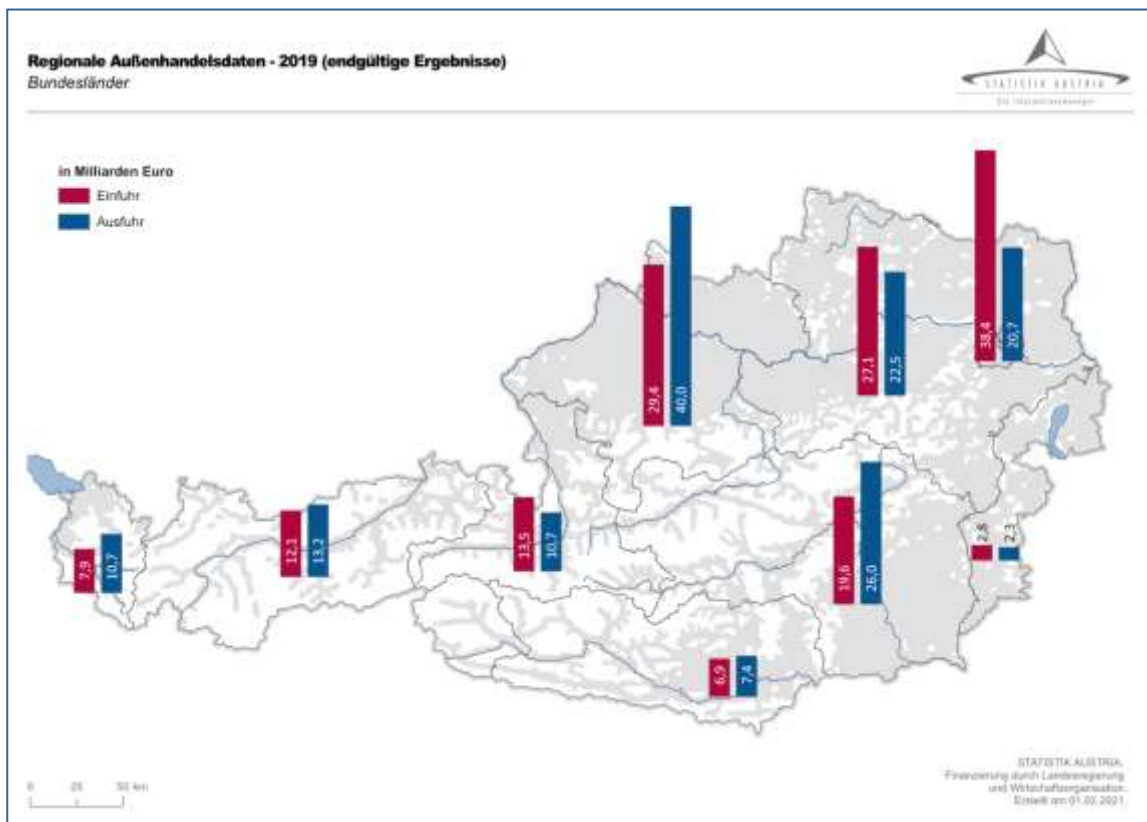 Regionale Außenhandelsdaten - 2019 (endgültige Ergebnisse)
Bundesländer
STATISTIK AUSTRIA
Die Informationsmanager
in Milliarden Euro
Einfuhr
Ausfuhr
38,4
20,7
27,1
22,5
29,4
40,0
2,8
2,3
19,6
26,0
13,5
10,7
12,1
13,2
7,9
10,7
6,9
7,4
0 25 50 km
STATISTIK AUSTRIA,
Finanzierung durch Landesregierung
und Wirtschaftsorganisation.
Erstellt am 01.02.2021.